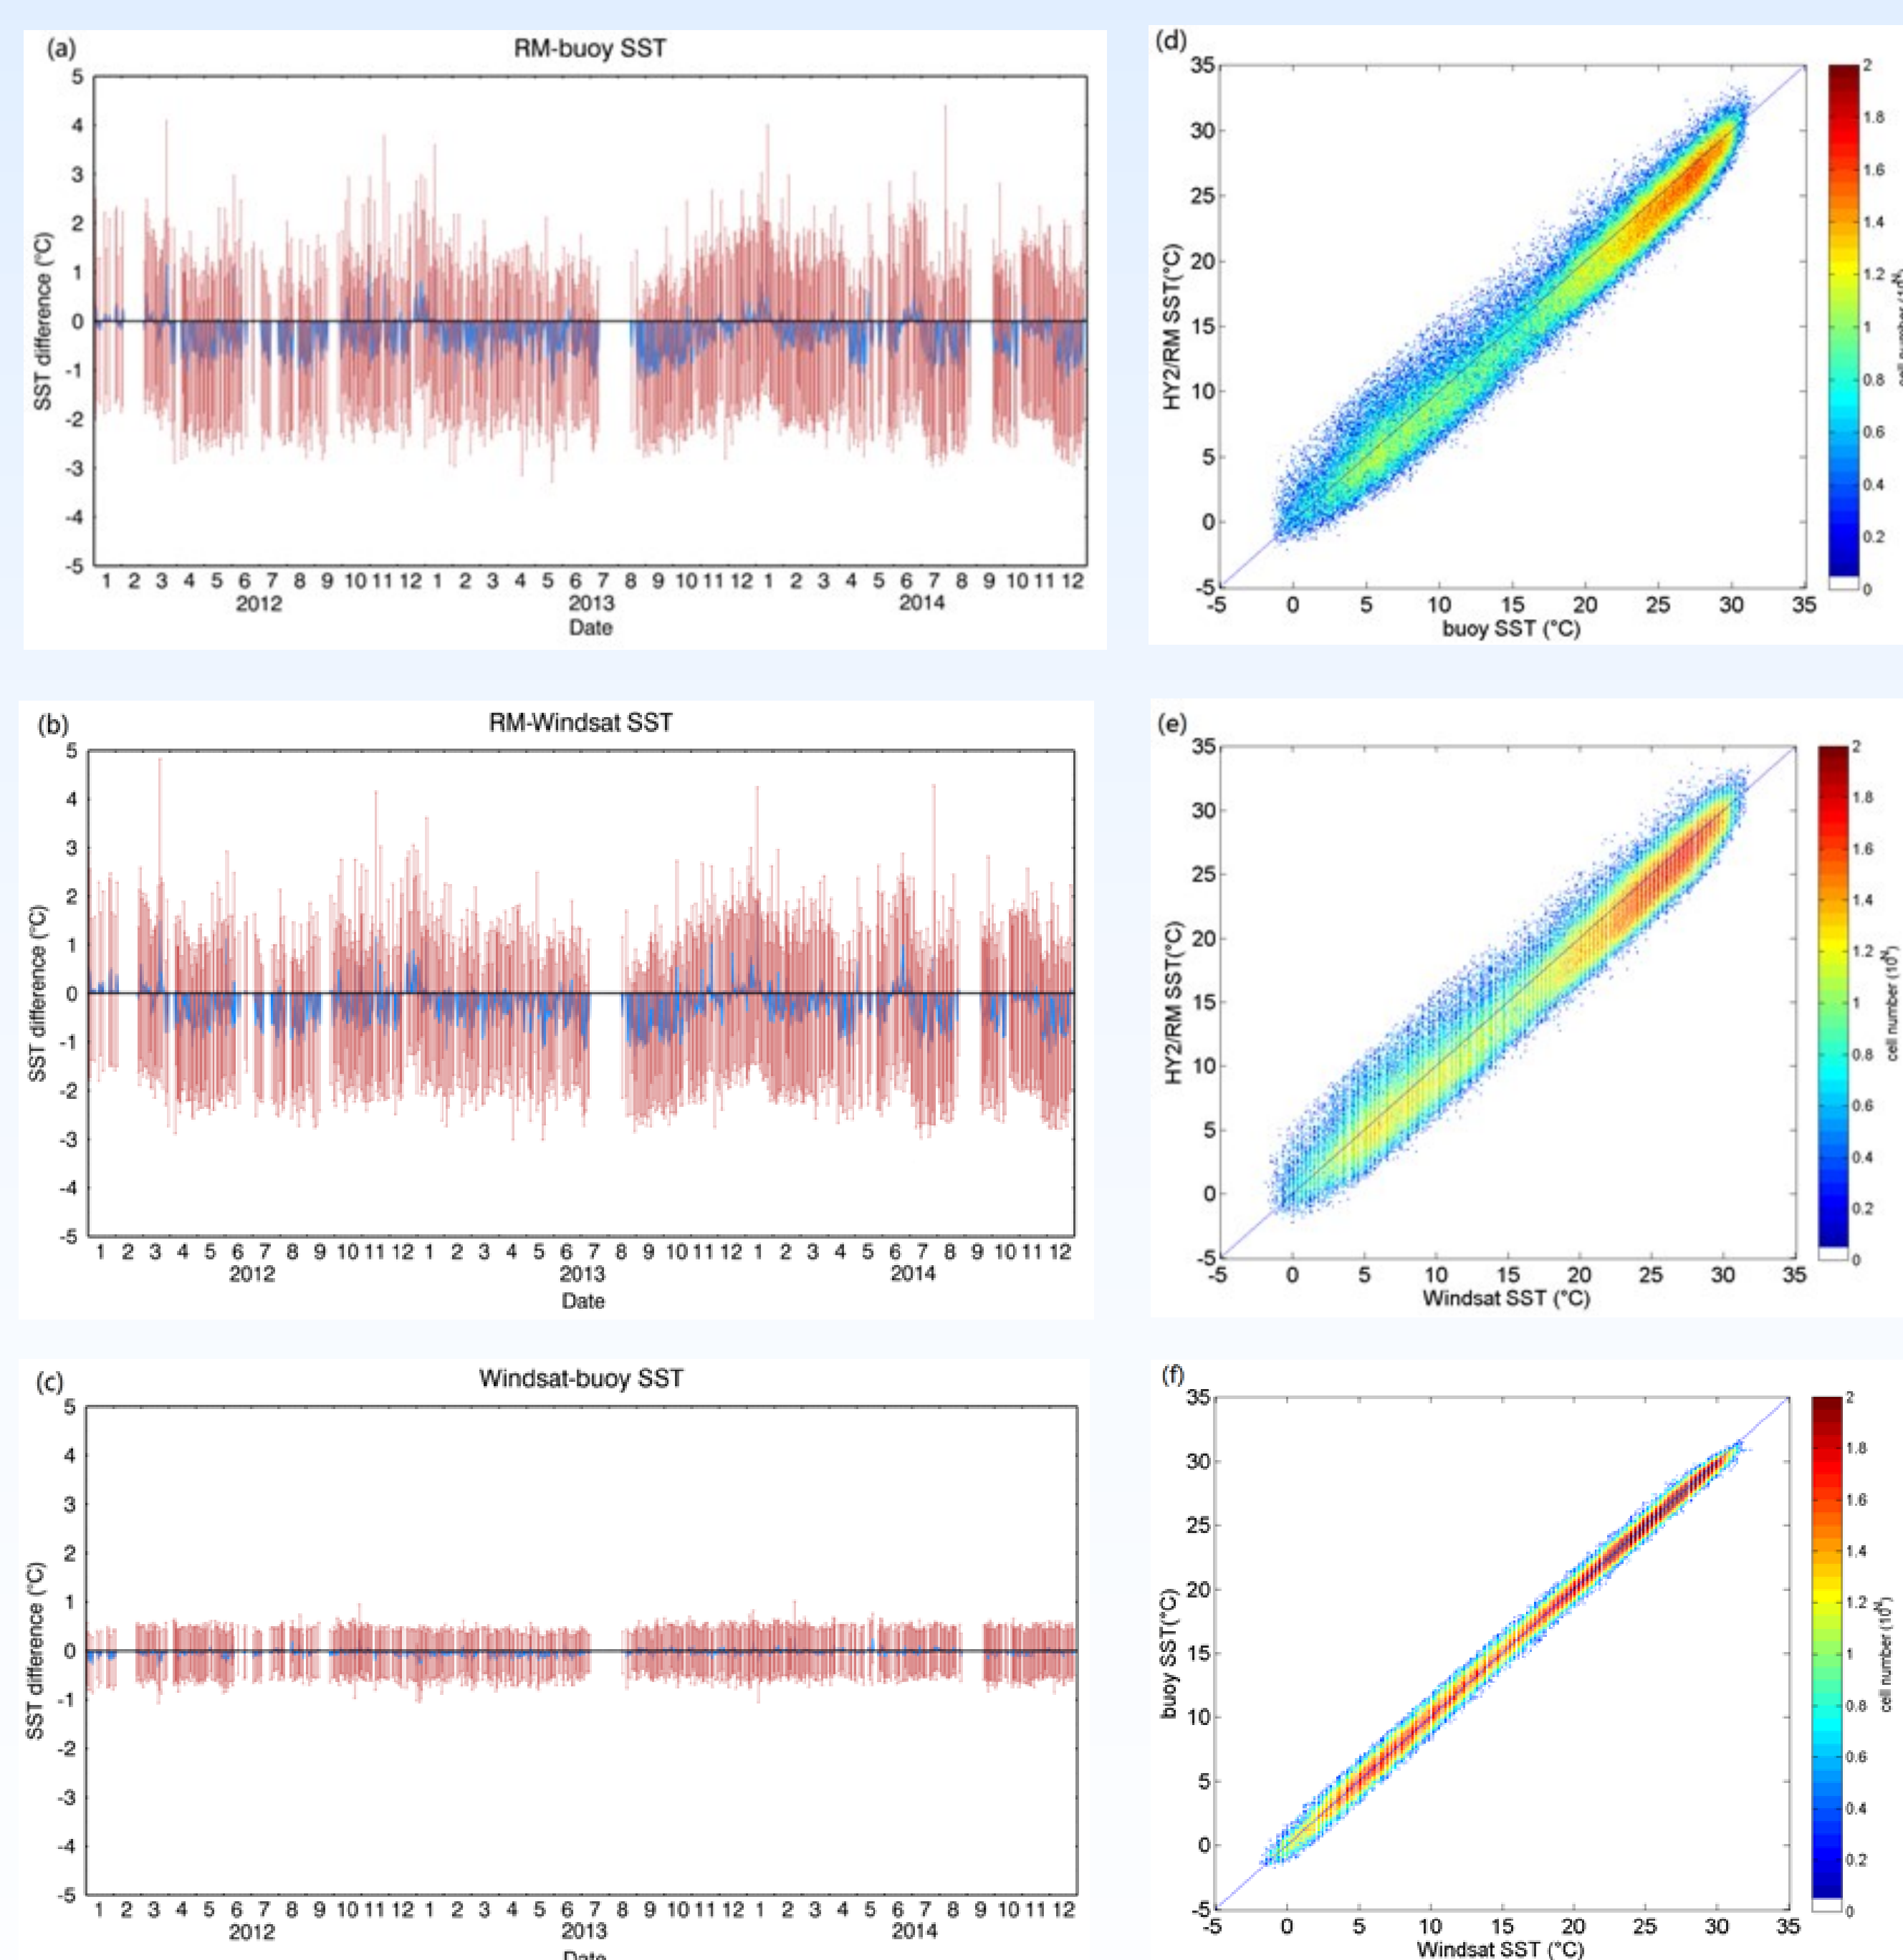 (a)
RM-buoy SST
5
4
3
2
1
0
-1
-2
-3
-4
-5
SST difference (°C)
1 2 3 4 5 6 7 8 9 10 11 12 1 2 3 4 5 6 7 8 9 10 11 12 1 2 3 4 5 6 7 8 9 10 11 12
2012 2013 2014
Date
(d)
35
30
25
20
15
10
5
0
-5
HY2/RM SST(°C)
-5 0 5 10 15 20 25 30 35
buoy SST (°C)
2
1.8
1.6
1.4
1.2
1
0.8
0.6
0.4
0.2
0
(b)
RM-Windsat SST
5
4
3
2
1
0
-1
-2
-3
-4
-5
SST difference (°C)
1 2 3 4 5 6 7 8 9 10 11 12 1 2 3 4 5 6 7 8 9 10 11 12 1 2 3 4 5 6 7 8 9 10 11 12
2012 2013 2014
Date
(e)
35
30
25
20
15
10
5
0
-5
HY2/RM SST(°C)
-5 0 5 10 15 20 25 30 35
Windsat SST (°C)
2
1.8
1.6
1.4
1.2
1
0.8
0.6
0.4
0.2
0
cell number (10^N)
(c)
Windsat-buoy SST
5
4
3
2
1
0
-1
-2
-3
-4
-5
SST difference (°C)
1 2 3 4 5 6 7 8 9 10 11 12 1 2 3 4 5 6 7 8 9 10 11 12 1 2 3 4 5 6 7 8 9 10 11 12
2012 2013 2014
Date
(f)
35
30
25
20
15
10
5
0
-5
buoy SST(°C)
-5 0 5 10 15 20 25 30 35
Windsat SST (°C)
2
1.8
1.6
1.4
1.2
1
0.8
0.6
0.4
0.2
0
cell number (10^N)